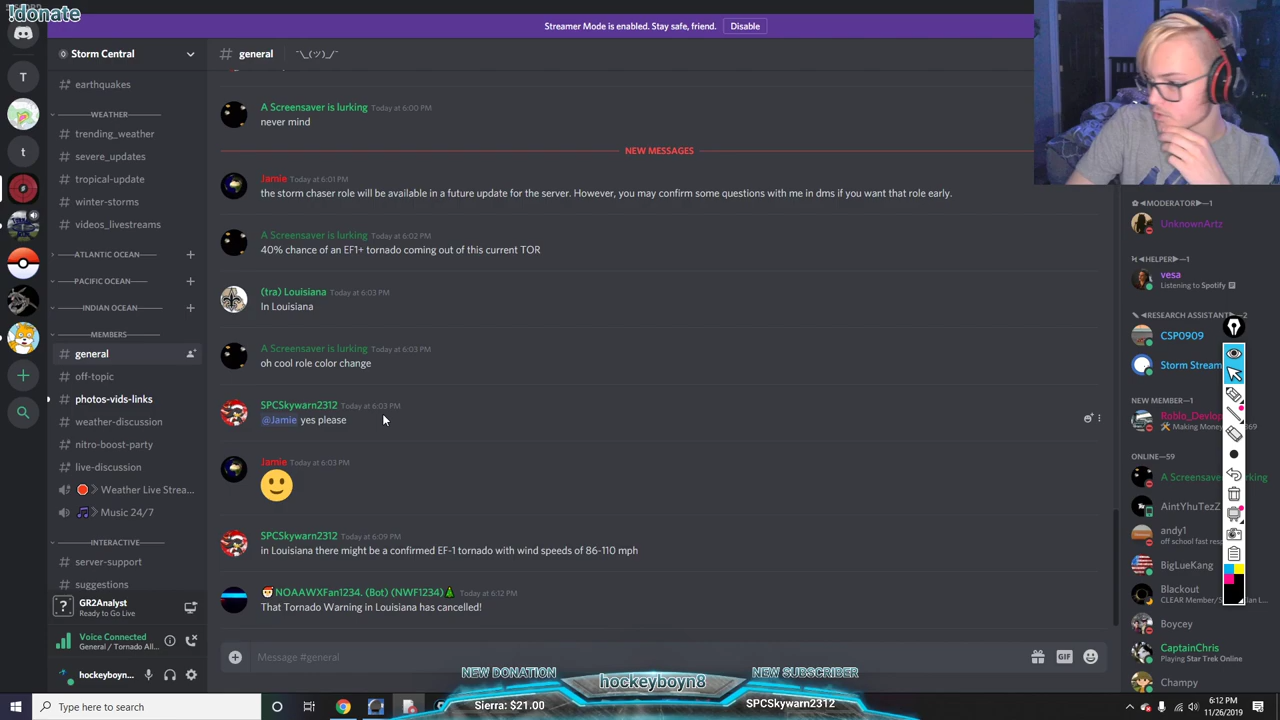 !donate
Streamer Mode is enabled. Stay safe, friend.
Disable
Storm Central
# general
¯\_(ツ)_/¯
earthquakes
WEATHER
trending_weather
severe_updates
tropical-update
winter-storms
videos_livestreams
ATLANTIC OCEAN
PACIFIC OCEAN
INDIAN OCEAN
MEMBERS
general
off-topic
photos-vids-links
weather-discussion
nitro-boost-party
live-discussion
Weather Live Strea...
Music 24/7
INTERACTIVE
server-support
suggestions
GR2Analyst
Ready to Go Live
Voice Connected
General / Tornado All...
hockeyboyn...
A Screensaver is lurking Today at 6:00 PM
never mind
NEW MESSAGES
Jamie Today at 6:01 PM
the storm chaser role will be available in a future update for the server. However, you may confirm some questions with me in dms if you want that role early.
A Screensaver is lurking Today at 6:02 PM
40% chance of an EF1+ tornado coming out of this current TOR
(tra) Louisiana Today at 6:03 PM
In Louisiana
A Screensaver is lurking Today at 6:03 PM
oh cool role color change
SPCSkywarn2312 Today at 6:03 PM
@Jamie yes please
Jamie Today at 6:03 PM
SPCSkywarn2312 Today at 6:09 PM
in Louisiana there might be a confirmed EF-1 tornado with wind speeds of 86-110 mph
NOAAWXFan1234. (Bot) (NWF1234) Today at 6:12 PM
That Tornado Warning in Louisiana has cancelled!
Message #general
GIF
MODERATOR—1
UnknownArtz
HELPER—1
vesa
Listening to Spotify
RESEARCH ASSISTANT—2
CSP0909
Storm Stream
NEW MEMBER—1
Roblo_Devlop
Making Money
ONLINE—59
A Screensaver
AintYhuTezZ
andy1
off school fast
BigLueKang
Blackout
CLEAR Member/S
Boycey
CaptainChris
Playing Star Trek Online
Champy
NEW DONATION
hockeyboyn8
NEW SUBSCRIBER
Sierra: $21.00
SPCSkywarn2312
Type here to search
6:12 PM
11/26/2019